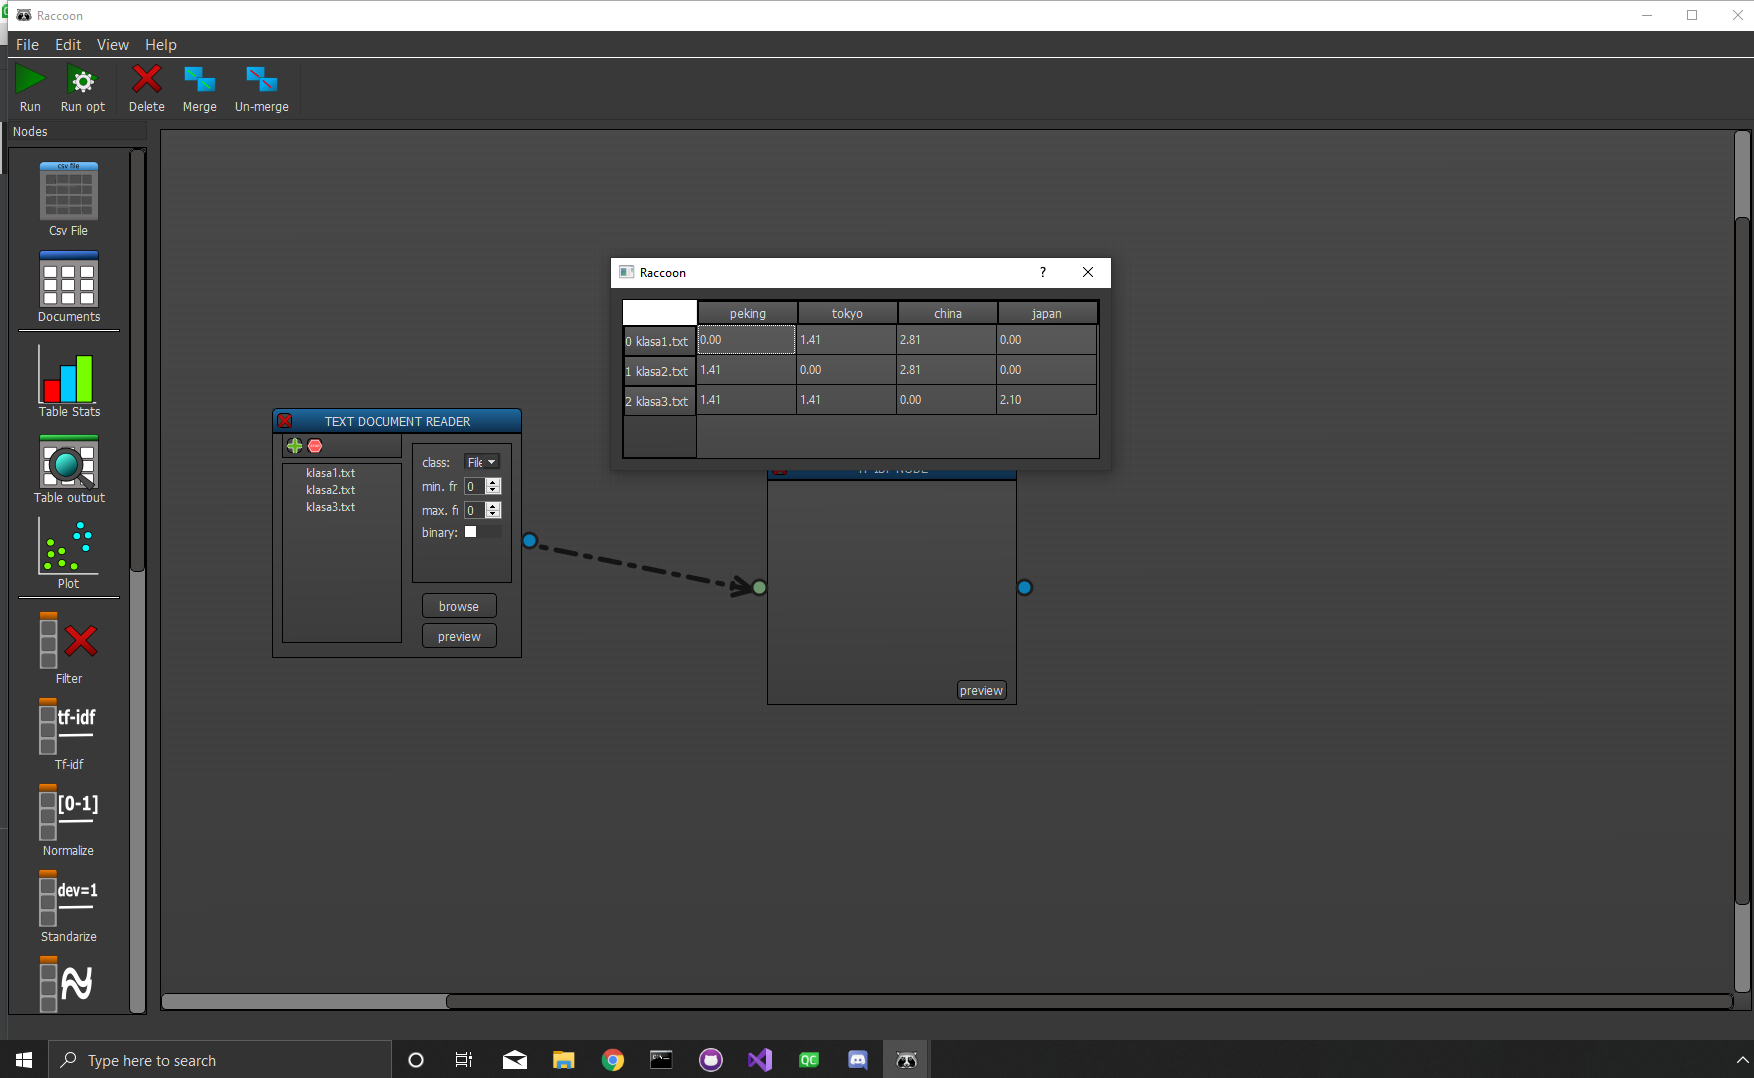 Raccoon
File Edit View Help
Run Run opt Delete Merge Un-merge
Nodes
csv file
Csv File
Documents
Table Stats
Table output
Plot
Filter
tf-idf
Tf-idf
[0-1]
Normalize
dev=1
Standarize
Raccoon ?
peking tokyo china japan
0 klasa1.txt 0.00 1.41 2.81 0.00
1 klasa2.txt 1.41 0.00 2.81 0.00
2 klasa3.txt 1.41 1.41 0.00 2.10
TEXT DOCUMENT READER
klasa1.txt
klasa2.txt
klasa3.txt
class: File
min. fr 0
max. fr 0
binary:
browse
preview
TF-IDF NODE
preview
Type here to search
QC